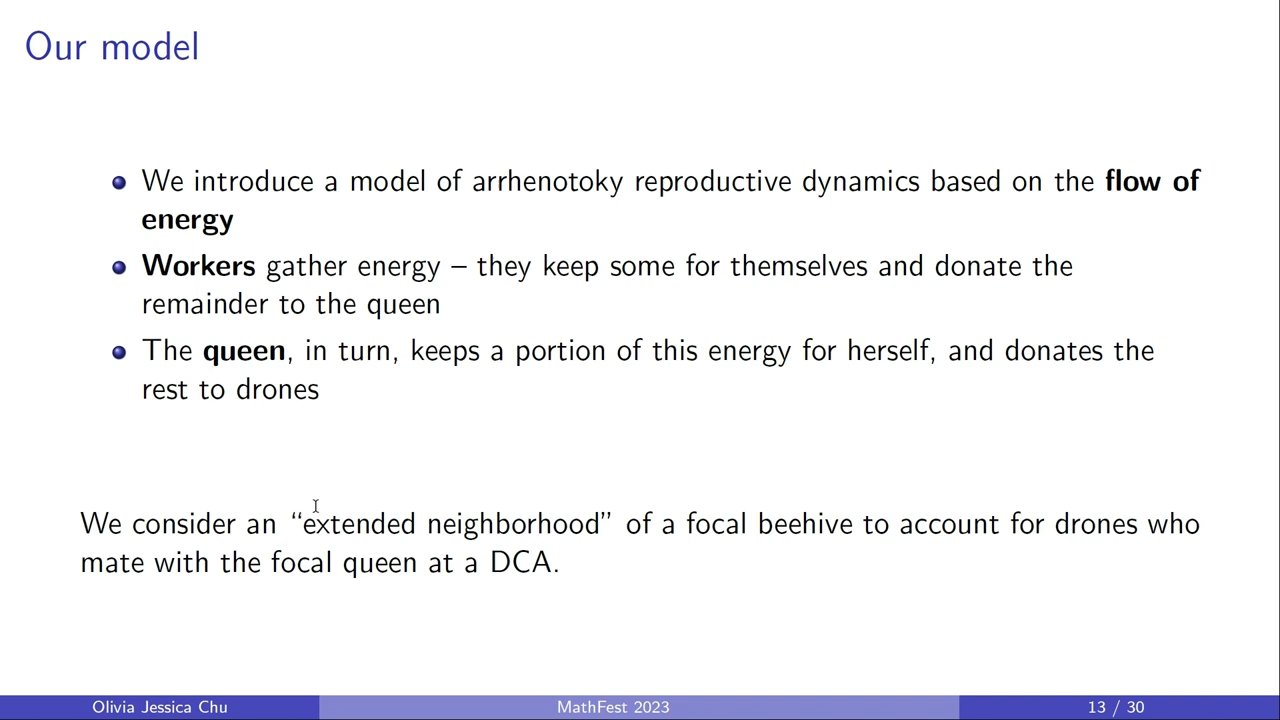 Our model
We introduce a model of arrhenotoky reproductive dynamics based on the flow of
energy
Workers gather energy – they keep some for themselves and donate the
remainder to the queen
The queen, in turn, keeps a portion of this energy for herself, and donates the
rest to drones
We consider an “extended neighborhood” of a focal beehive to account for drones who
mate with the focal queen at a DCA.
Olivia Jessica Chu MathFest 2023 13 / 30